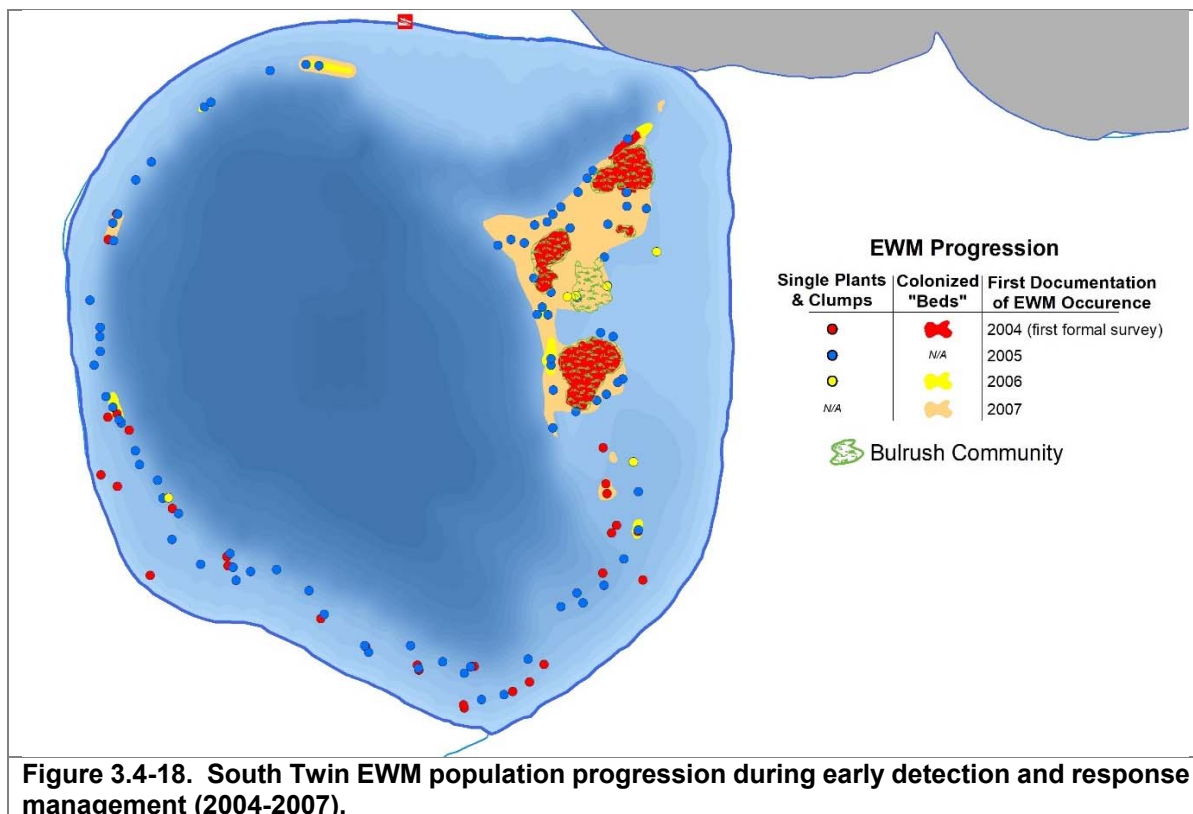 EWM Progression
Single Plants Colonized First Documentation
& Clumps "Beds" of EWM Occurence
2004 (first formal survey)
N/A 2005
2006
N/A 2007
Bulrush Community
Figure 3.4-18. South Twin EWM population progression during early detection and response
management (2004-2007).